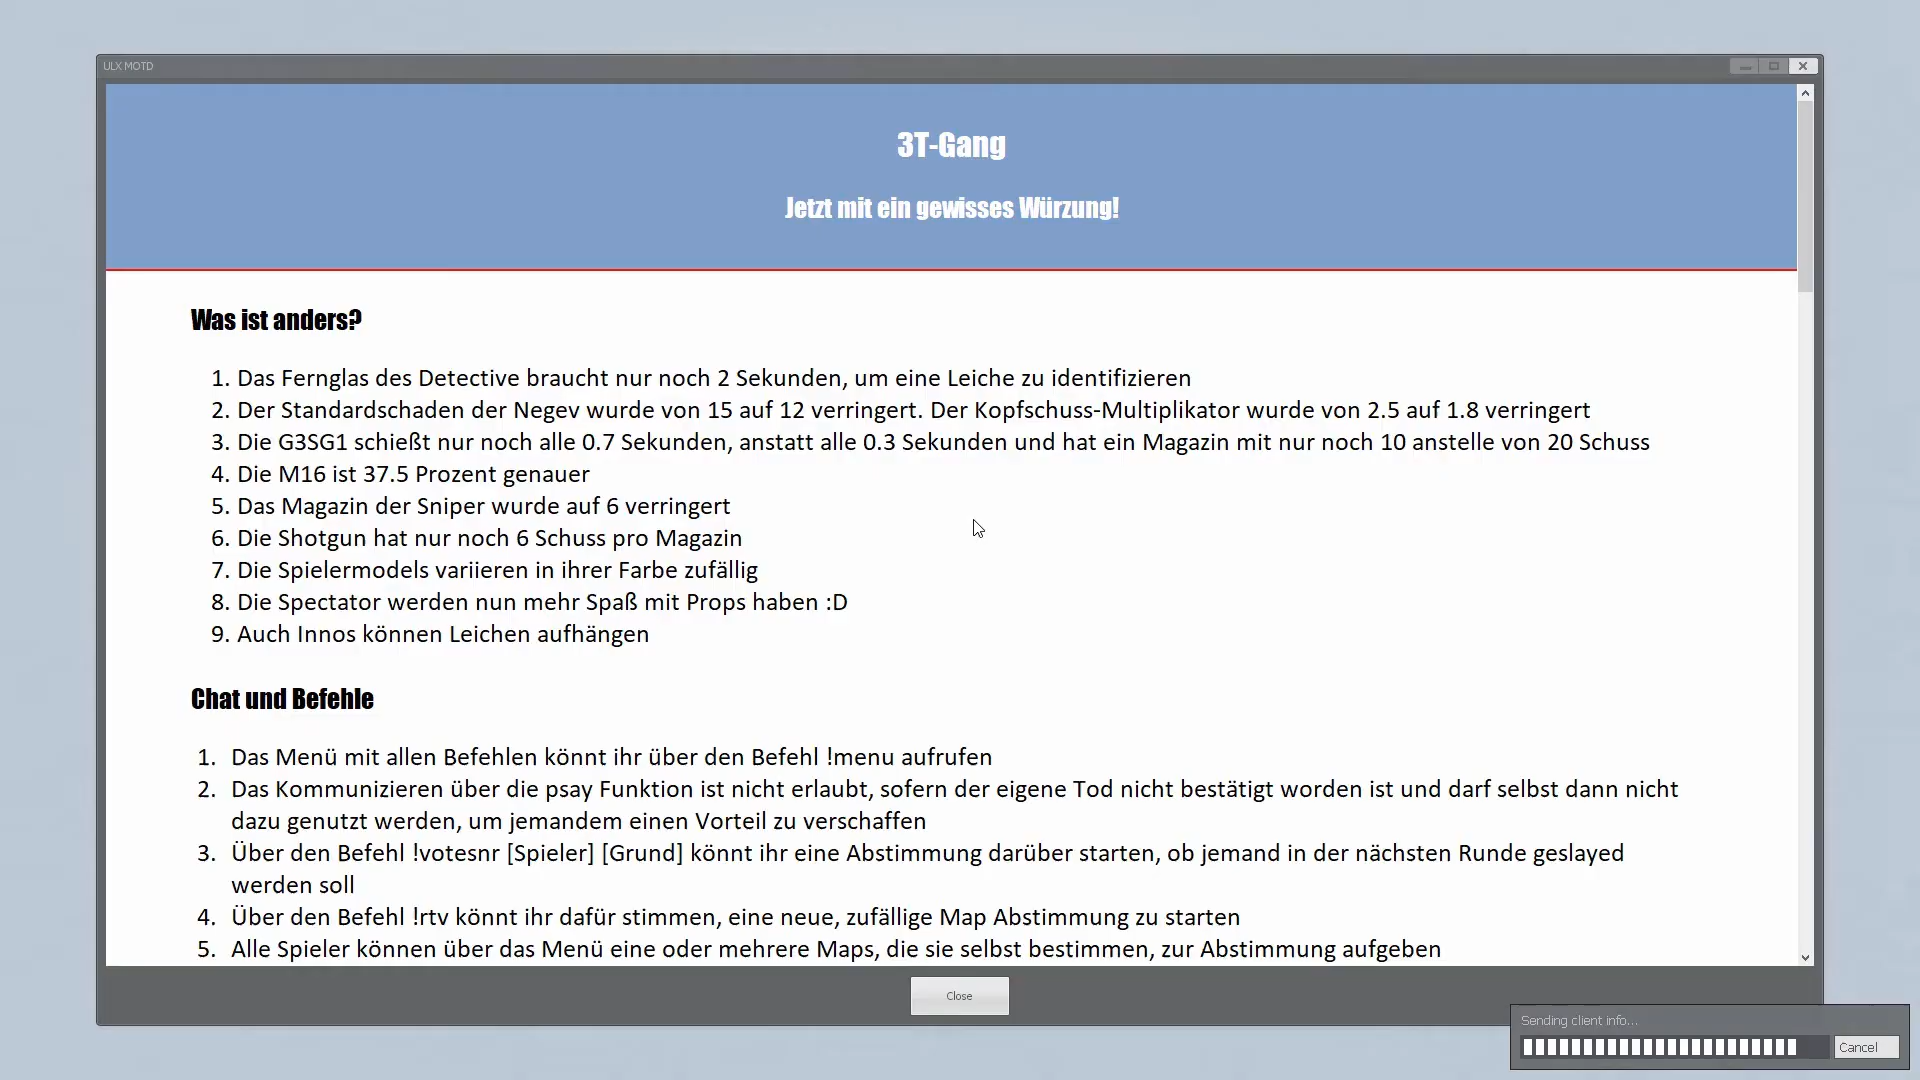 ULX MOTD
3T-Gang
Jetzt mit ein gewisses Würzung!
Was ist anders?
1. Das Fernglas des Detective braucht nur noch 2 Sekunden, um eine Leiche zu identifizieren
2. Der Standardschaden der Negev wurde von 15 auf 12 verringert. Der Kopfschuss-Multiplikator wurde von 2.5 auf 1.8 verringert
3. Die G3SG1 schießt nur noch alle 0.7 Sekunden, anstatt alle 0.3 Sekunden und hat ein Magazin mit nur noch 10 anstelle von 20 Schuss
4. Die M16 ist 37.5 Prozent genauer
5. Das Magazin der Sniper wurde auf 6 verringert
6. Die Shotgun hat nur noch 6 Schuss pro Magazin
7. Die Spielermodels variieren in ihrer Farbe zufällig
8. Die Spectator werden nun mehr Spaß mit Props haben :D
9. Auch Innos können Leichen aufhängen
Chat und Befehle
1. Das Menü mit allen Befehlen könnt ihr über den Befehl !menu aufrufen
2. Das Kommunizieren über die psay Funktion ist nicht erlaubt, sofern der eigene Tod nicht bestätigt worden ist und darf selbst dann nicht
dazu genutzt werden, um jemandem einen Vorteil zu verschaffen
3. Über den Befehl !votesnr [Spieler] [Grund] könnt ihr eine Abstimmung darüber starten, ob jemand in der nächsten Runde geslayed
werden soll
4. Über den Befehl !rtv könnt ihr dafür stimmen, eine neue, zufällige Map Abstimmung zu starten
5. Alle Spieler können über das Menü eine oder mehrere Maps, die sie selbst bestimmen, zur Abstimmung aufgeben
Close
Sending client info...
Cancel